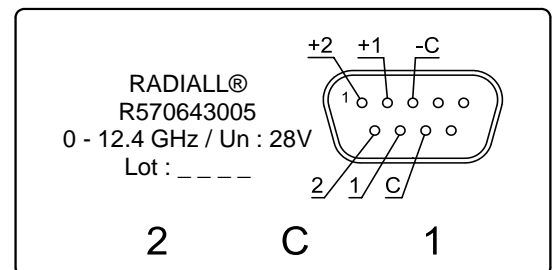 +2 +1 -C
RADIALL®
R570643005
0 - 12.4 GHz / Un : 28V
Lot : _ _ _ _
1
2 1 C
2 C 1